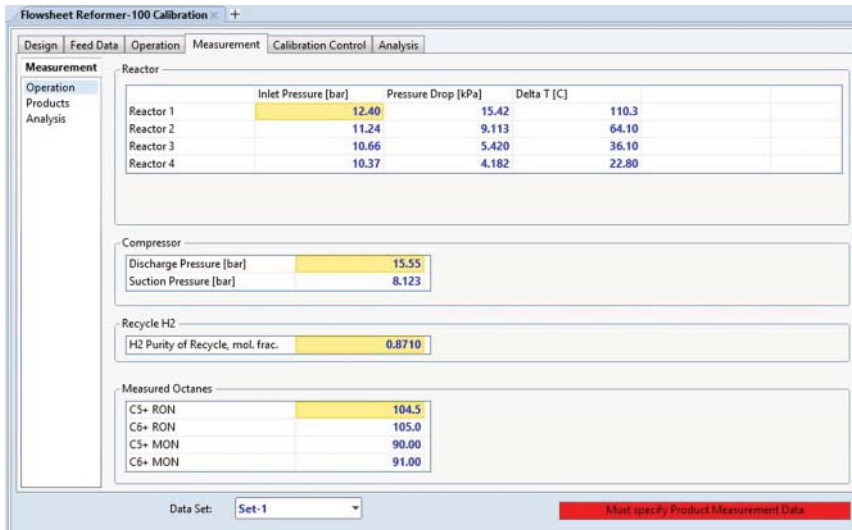 Flowsheet Reformer-100 Calibration × +
Design Feed Data Operation Measurement Calibration Control Analysis
Measurement
Operation
Products
Analysis
Reactor
Inlet Pressure [bar] Pressure Drop [kPa] Delta T [C]
Reactor 1 12.40 15.42 110.3
Reactor 2 11.24 9.113 64.10
Reactor 3 10.66 5.420 36.10
Reactor 4 10.37 4.182 22.80
Compressor
Discharge Pressure [bar] 15.55
Suction Pressure [bar] 8.123
Recycle H2
H2 Purity of Recycle, mol. frac. 0.8710
Measured Octanes
C5+ RON 104.5
C6+ RON 105.0
C5+ MON 90.00
C6+ MON 91.00
Data Set: Set-1 Must specify Product Measurement Data